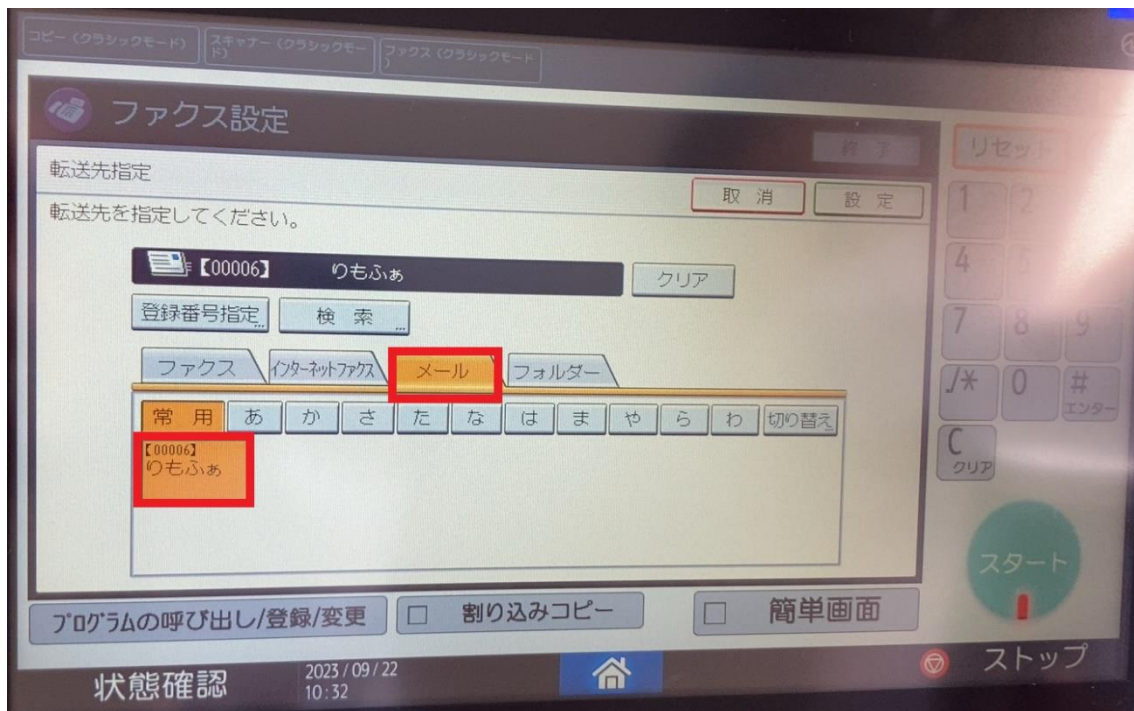 コピー (クラシックモード)
スキャナー (クラシックモー
ド)
ファクス (クラシックモード
)
ファクス設定
終 了
転送先指定
取 消
設 定
転送先を指定してください。
【00006】 りもふぁ
クリア
登録番号指定
検 索
ファクス
インターネットファクス
メール
フォルダー
常 用
あ
か
さ
た
な
は
ま
や
ら
わ
切り替え
【00006】
りもふぁ
リセット
1
2
4
5
7
8
9
./*
0
#
エンター
C
クリア
スタート
ストップ
プログラムの呼び出し/登録/変更
割り込みコピー
簡単画面
状態確認
2023/09/22
10:32